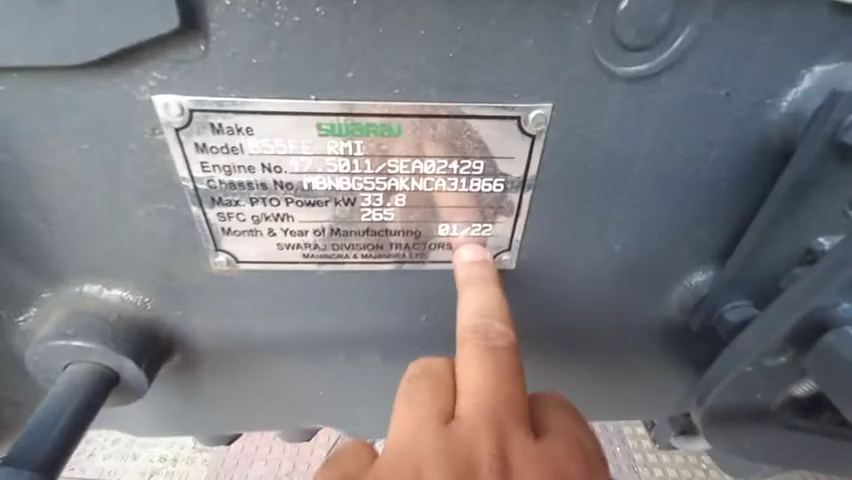 Make SWARAJ
Model 855FE RMI
Engine No. 47.5011/SEA02429
Chassis No. MBNBG55AKNCA31866
Max. PTO Power kW 33.8
SFC g/kWh 265
Month & Year of Manufacturing 01/22
SWARAJ DIVISION TRACTORS
MAHINDRA & MAHINDRA LTD.